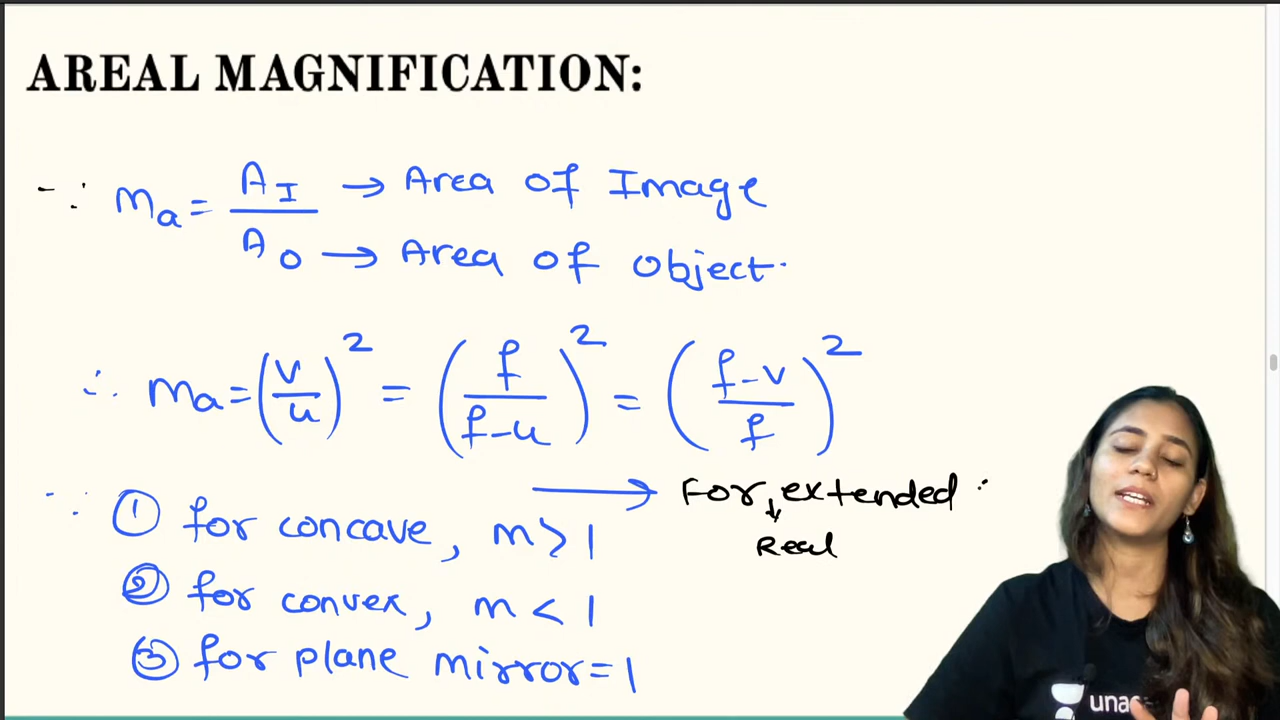 AREAL MAGNIFICATION:
∵ ma = AI/AO → Area of Image
→ Area of object.
∴ ma = (v/u)² = (f/f-u)² = (f-v/f)²
→ For extended
Real
① for concave, m > 1
② for convex, m < 1
③ for plane mirror = 1
una